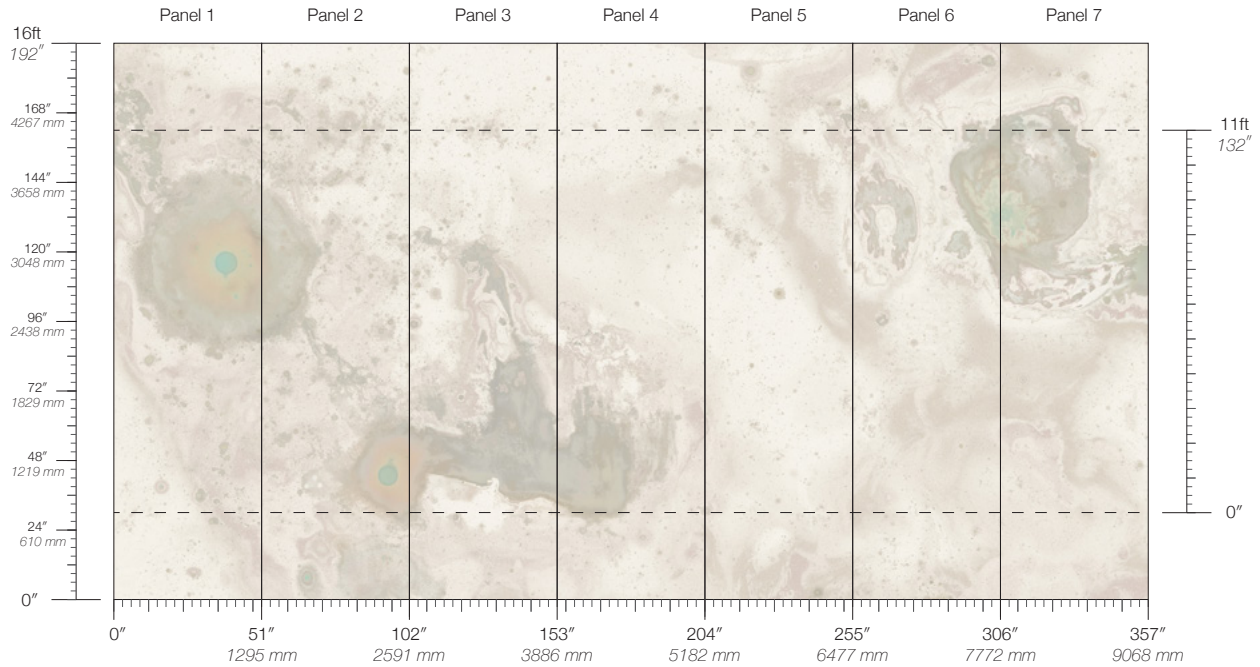 Panel 1 Panel 2 Panel 3 Panel 4 Panel 5 Panel 6 Panel 7
16ft
192"
168"
4267 mm
144"
3658 mm
120"
3048 mm
96"
2438 mm
72"
1829 mm
48"
1219 mm
24"
610 mm
0"
11ft
132"
0"
0" 51" 102" 153" 204" 255" 306" 357"
1295 mm 2591 mm 3886 mm 5182 mm 6477 mm 7772 mm 9068 mm